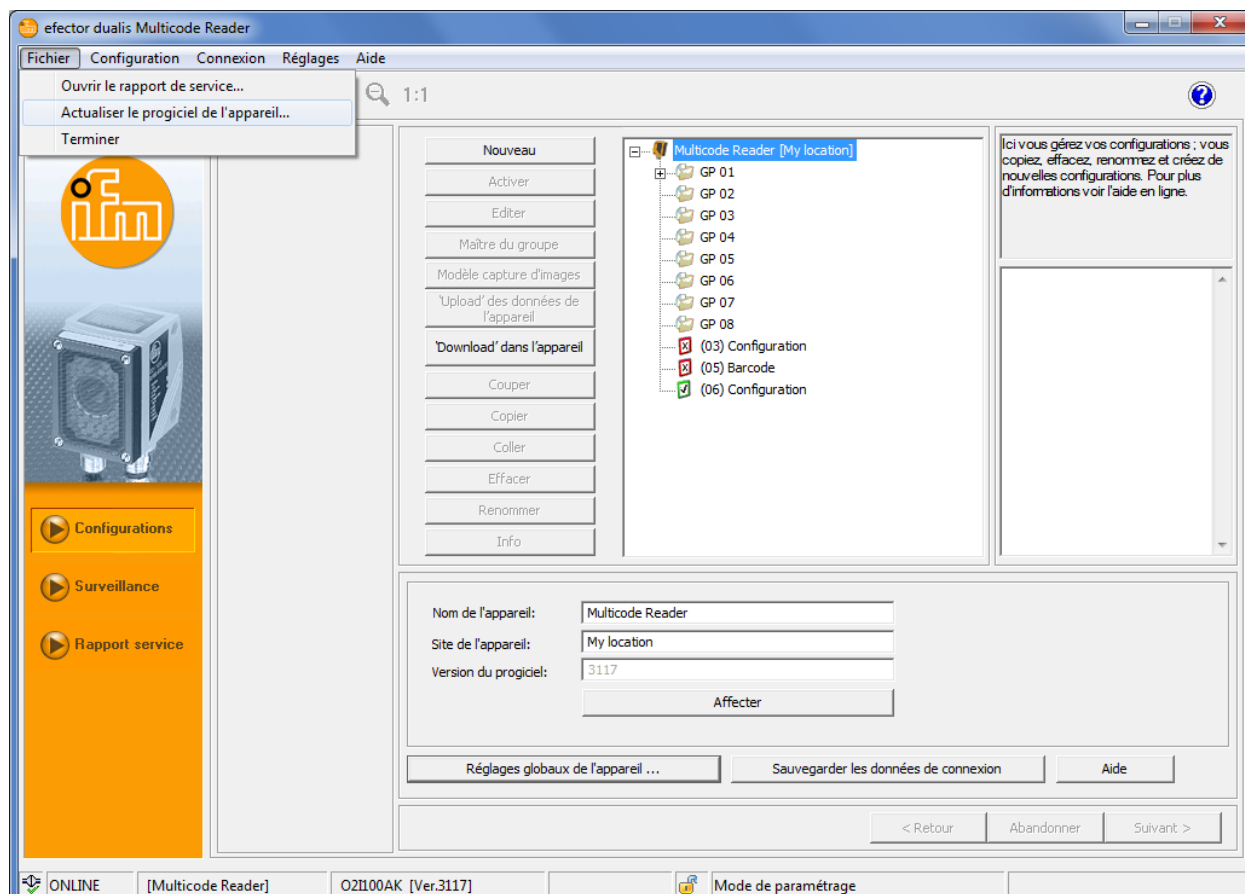 efector dualis Multicode Reader
Fichier Configuration Connexion Réglages Aide
Ouvrir le rapport de service...
Actualiser le progiciel de l'appareil...
Terminer
1:1
ifm
Configurations
Surveillance
Rapport service
Nouveau
Activer
Editer
Maître du groupe
Modèle capture d'images
'Upload' des données de
l'appareil
'Download' dans l'appareil
Couper
Copier
Coller
Effacer
Renommer
Info
Multicode Reader [My location]
GP 01
GP 02
GP 03
GP 04
GP 05
GP 06
GP 07
GP 08
(03) Configuration
(05) Barcode
(06) Configuration
Ici vous gérez vos configurations ; vous
copiez, effacez, renommez et créez de
nouvelles configurations. Pour plus
d'informations voir l'aide en ligne.
Nom de l'appareil: Multicode Reader
Site de l'appareil: My location
Version du progiciel: 3117
Affecter
Réglages globaux de l'appareil ... Sauvegarder les données de connexion Aide
< Retour Abandonner Suivant >
ONLINE [Multicode Reader] O2I100AK [Ver.3117] Mode de paramétrage